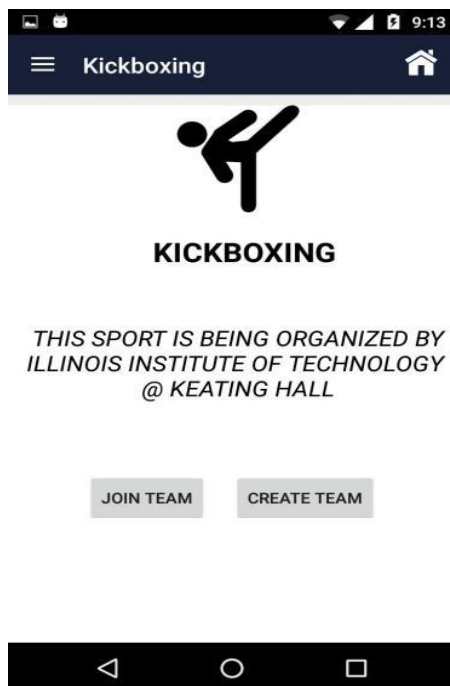 9:13
Kickboxing
KICKBOXING
THIS SPORT IS BEING ORGANIZED BY
ILLINOIS INSTITUTE OF TECHNOLOGY
@ KEATING HALL
JOIN TEAM
CREATE TEAM